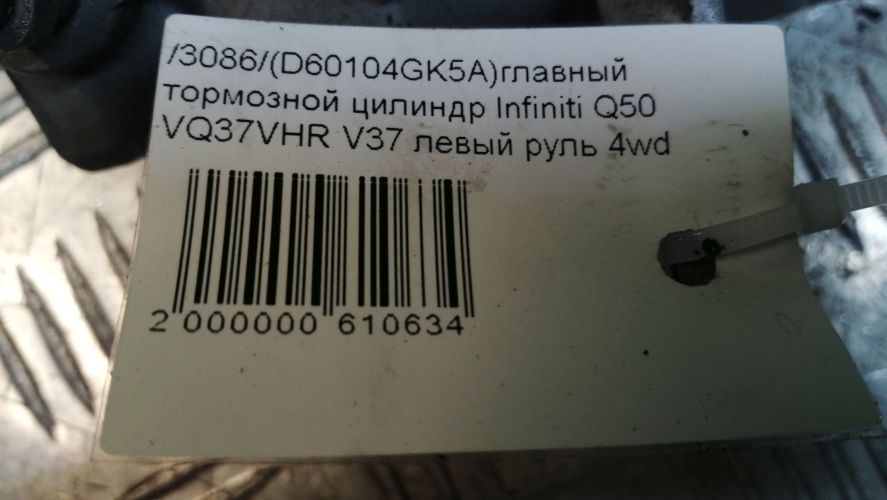 /3086/(D60104GK5A)главный
тормозной цилиндр Infiniti Q50
VQ37VHR V37 левый руль 4wd
2 000000 610634